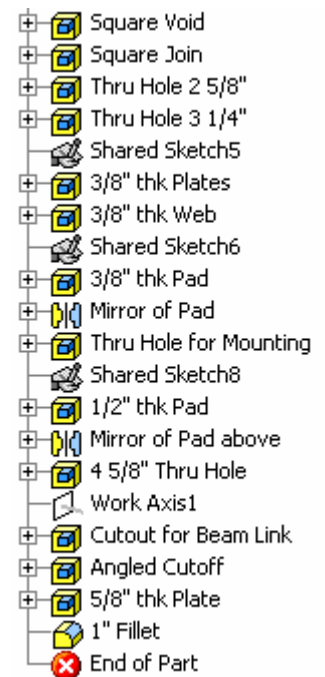 Square Void
Square Join
Thru Hole 2 5/8"
Thru Hole 3 1/4"
Shared Sketch5
3/8" thk Plates
3/8" thk Web
Shared Sketch6
3/8" thk Pad
Mirror of Pad
Thru Hole for Mounting
Shared Sketch8
1/2" thk Pad
Mirror of Pad above
4 5/8" Thru Hole
Work Axis1
Cutout for Beam Link
Angled Cutoff
5/8" thk Plate
1" Fillet
End of Part